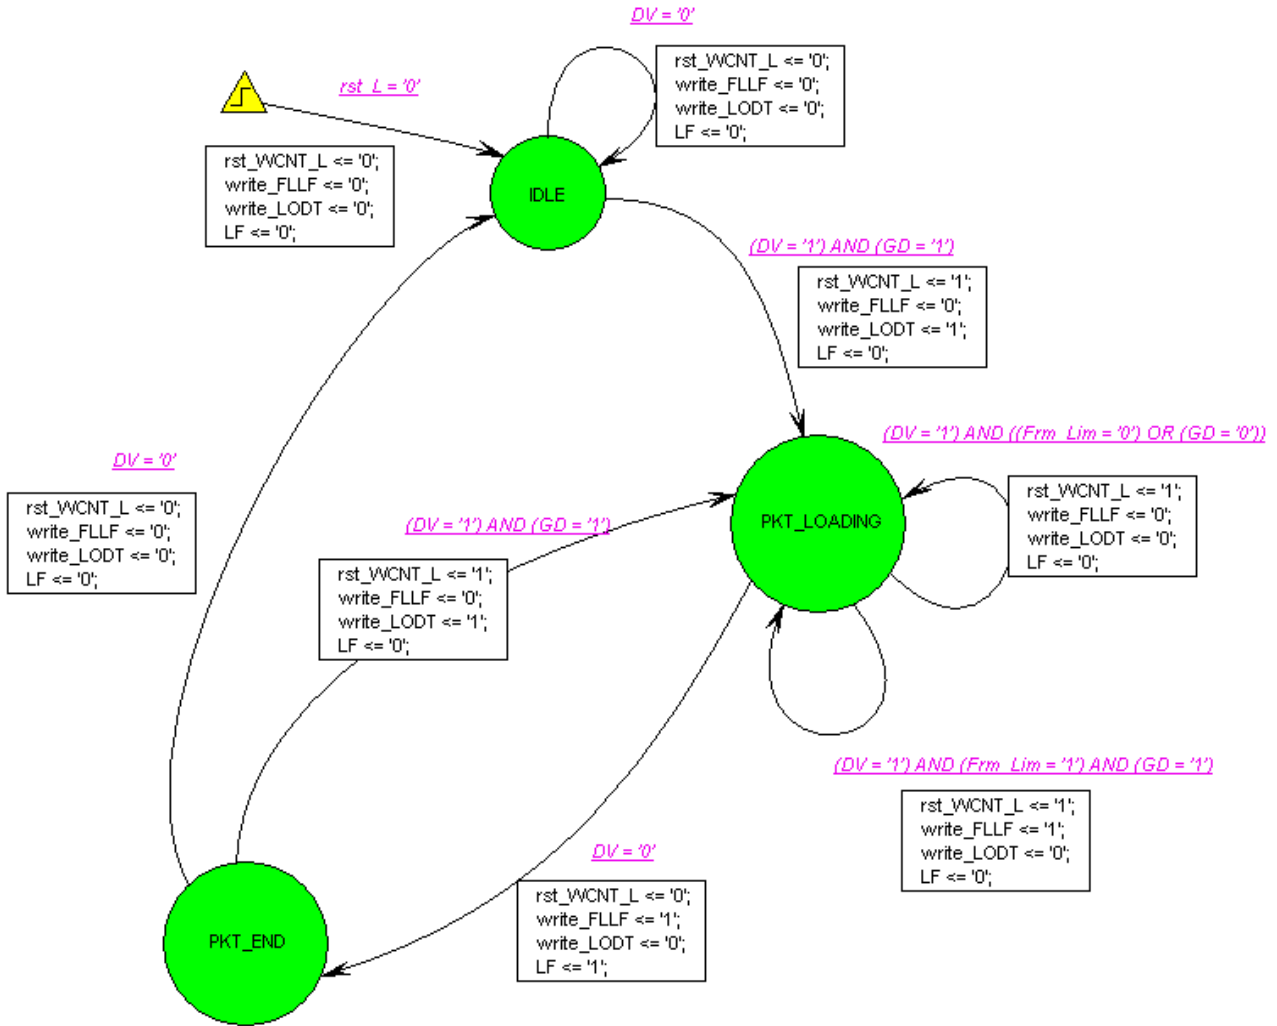 DV = '0'
rst_WCNT_L <= '0';
write_FLLF <= '0';
write_LODT <= '0';
LF <= '0';
rst_L = '0'
rst_WCNT_L <= '0';
write_FLLF <= '0';
write_LODT <= '0';
LF <= '0';
IDLE
(DV = '1') AND (GD = '1')
rst_WCNT_L <= '1';
write_FLLF <= '0';
write_LODT <= '1';
LF <= '0';
(DV = '1') AND ((Frm_Lim = '0') OR (GD = '0'))
rst_WCNT_L <= '1';
write_FLLF <= '0';
write_LODT <= '0';
LF <= '0';
DV = '0'
rst_WCNT_L <= '0';
write_FLLF <= '0';
write_LODT <= '0';
LF <= '0';
(DV = '1') AND (GD = '1')
rst_WCNT_L <= '1';
write_FLLF <= '0';
write_LODT <= '1';
LF <= '0';
PKT_LOADING
(DV = '1') AND (Frm_Lim = '1') AND (GD = '1')
rst_WCNT_L <= '1';
write_FLLF <= '1';
write_LODT <= '0';
LF <= '0';
DV = '0'
rst_WCNT_L <= '0';
write_FLLF <= '1';
write_LODT <= '0';
LF <= '1';
PKT_END